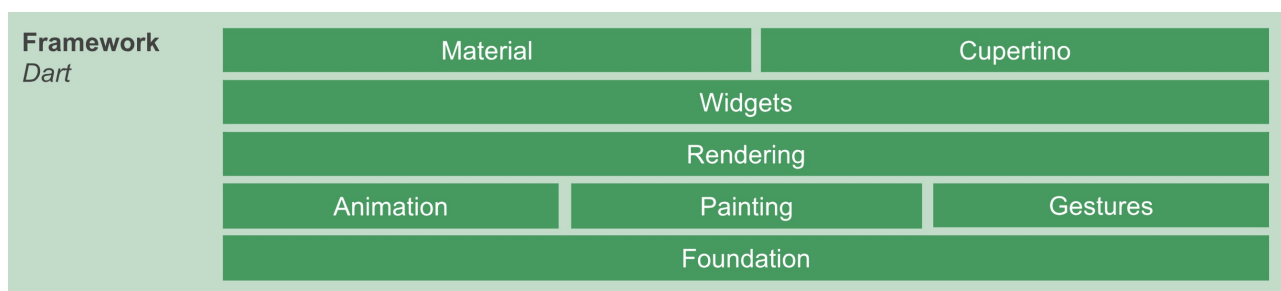 Framework
Dart
Material
Cupertino
Widgets
Rendering
Animation
Painting
Gestures
Foundation